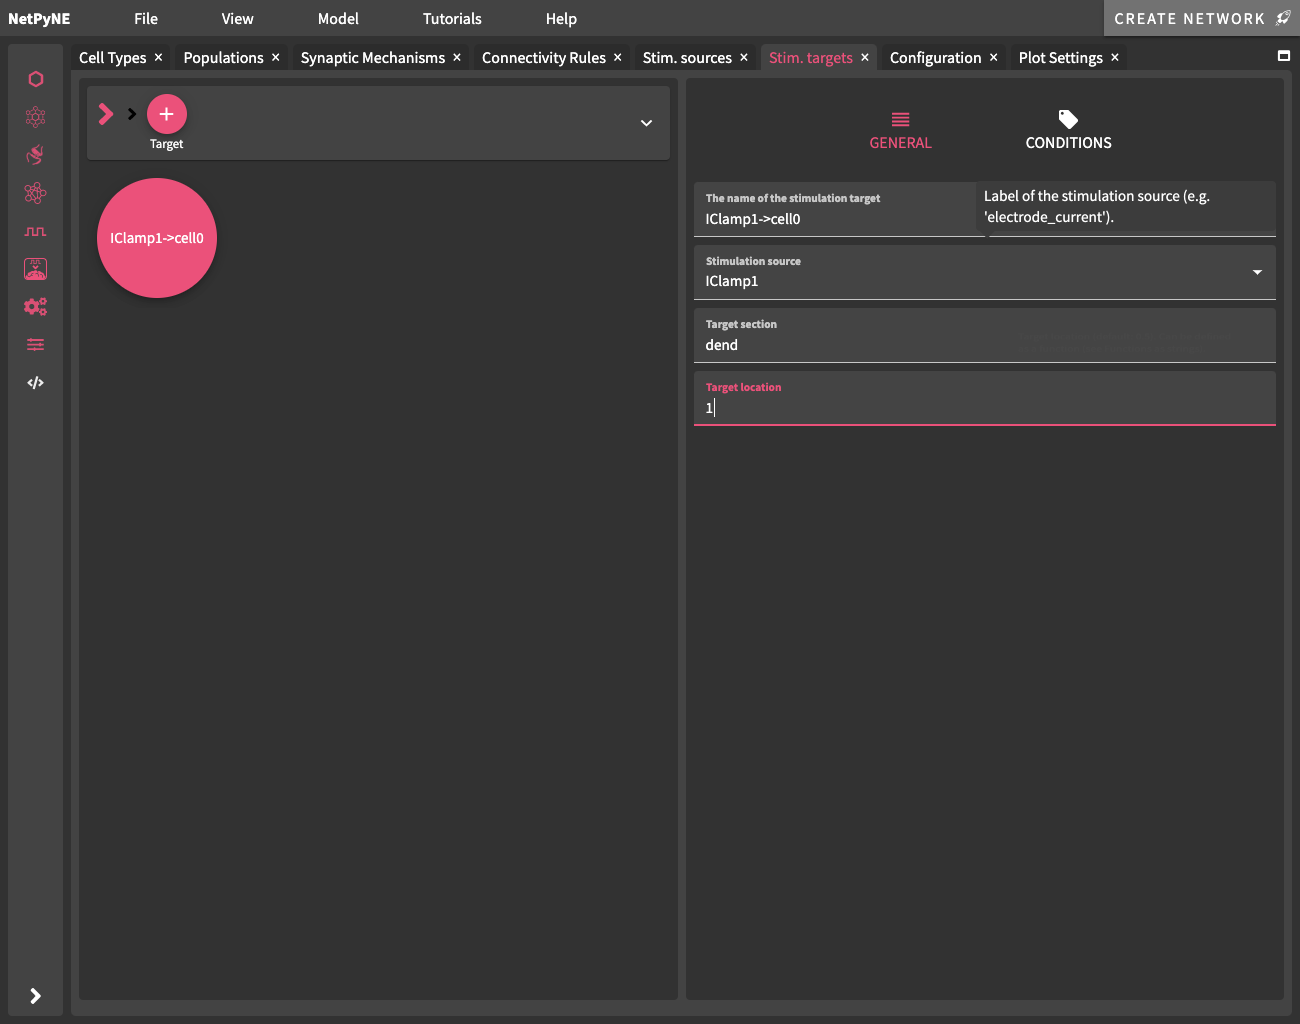 NetPyNE File View Model Tutorials Help CREATE NETWORK
Cell Types × Populations × Synaptic Mechanisms × Connectivity Rules × Stim. sources × Stim. targets × Configuration × Plot Settings ×
Target
IClamp1->cell0
GENERAL CONDITIONS
The name of the stimulation target
IClamp1->cell0
Label of the stimulation source (e.g.
'electrode_current').
Stimulation source
IClamp1
Target section
dend
Target location
1